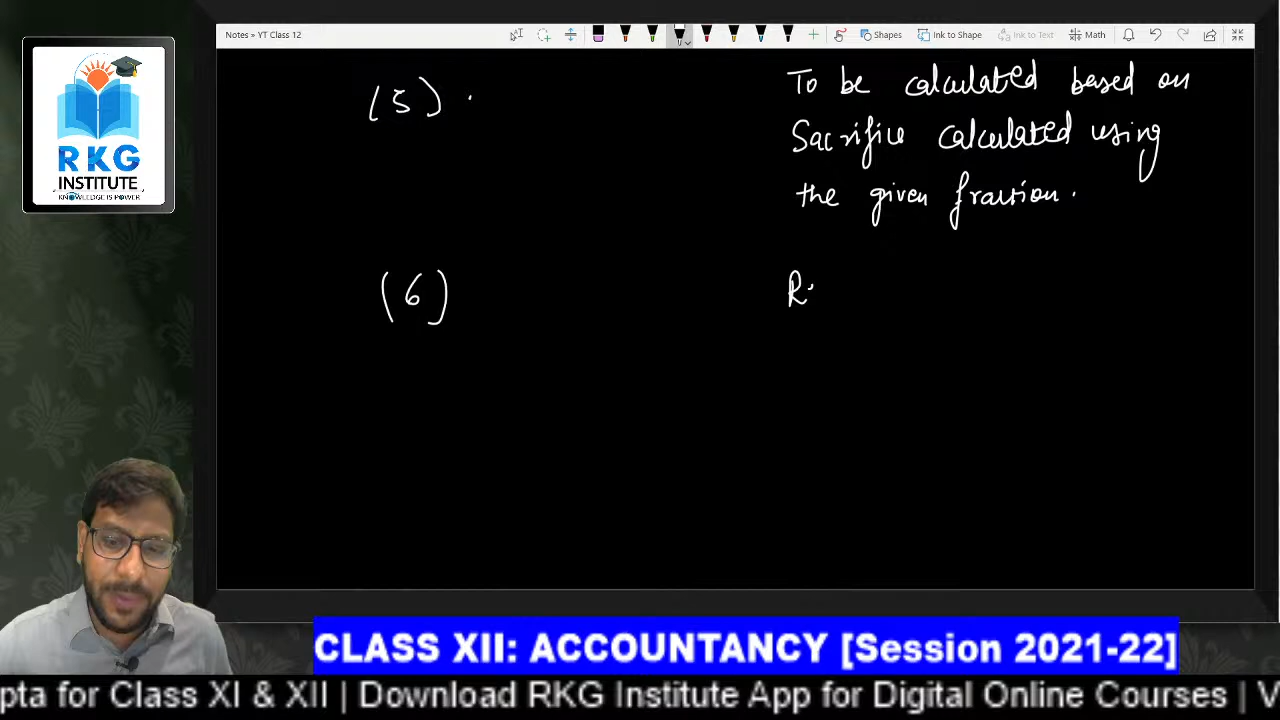 Notes » YT Class 12
Shapes
Ink to Shape
Ink to Text
Math
(5) .
To be calculated based on
Sacrifice calculated using
the given fraction.
(6)
R.
RKG
INSTITUTE
KNOWLEDGE IS POWER
CLASS XII: ACCOUNTANCY [Session 2021-22]
pta for Class XI & XII | Download RKG Institute App for Digital Online Courses | V